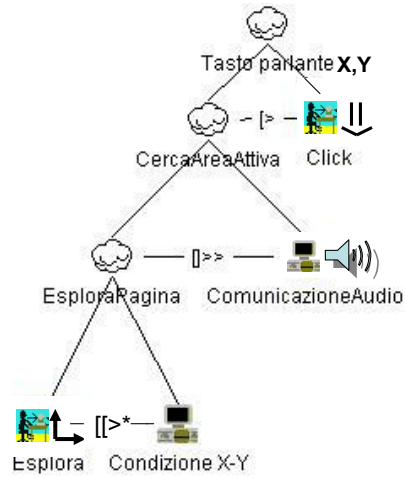 Tasto parlante X,Y
[>
CercaAreaAttiva Click
[]>>
EsploraPagina ComunicazioneAudio
[[>*
Esplora Condizione X-Y